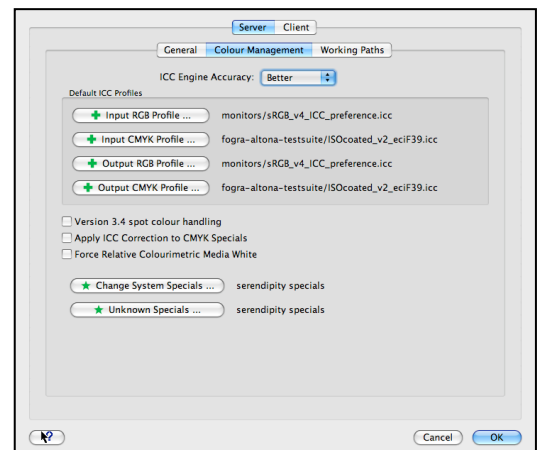 Server Client
General Colour Management Working Paths
ICC Engine Accuracy: Better
Default ICC Profiles
Input RGB Profile ... monitors/sRGB_v4_ICC_preference.icc
Input CMYK Profile ... fogra-altona-testsuite/ISOcoated_v2_eciF39.icc
Output RGB Profile ... monitors/sRGB_v4_ICC_preference.icc
Output CMYK Profile ... fogra-altona-testsuite/ISOcoated_v2_eciF39.icc
Version 3.4 spot colour handling
Apply ICC Correction to CMYK Specials
Force Relative Colourimetric Media White
Change System Specials ... serendipity specials
Unknown Specials ... serendipity specials
? Cancel OK